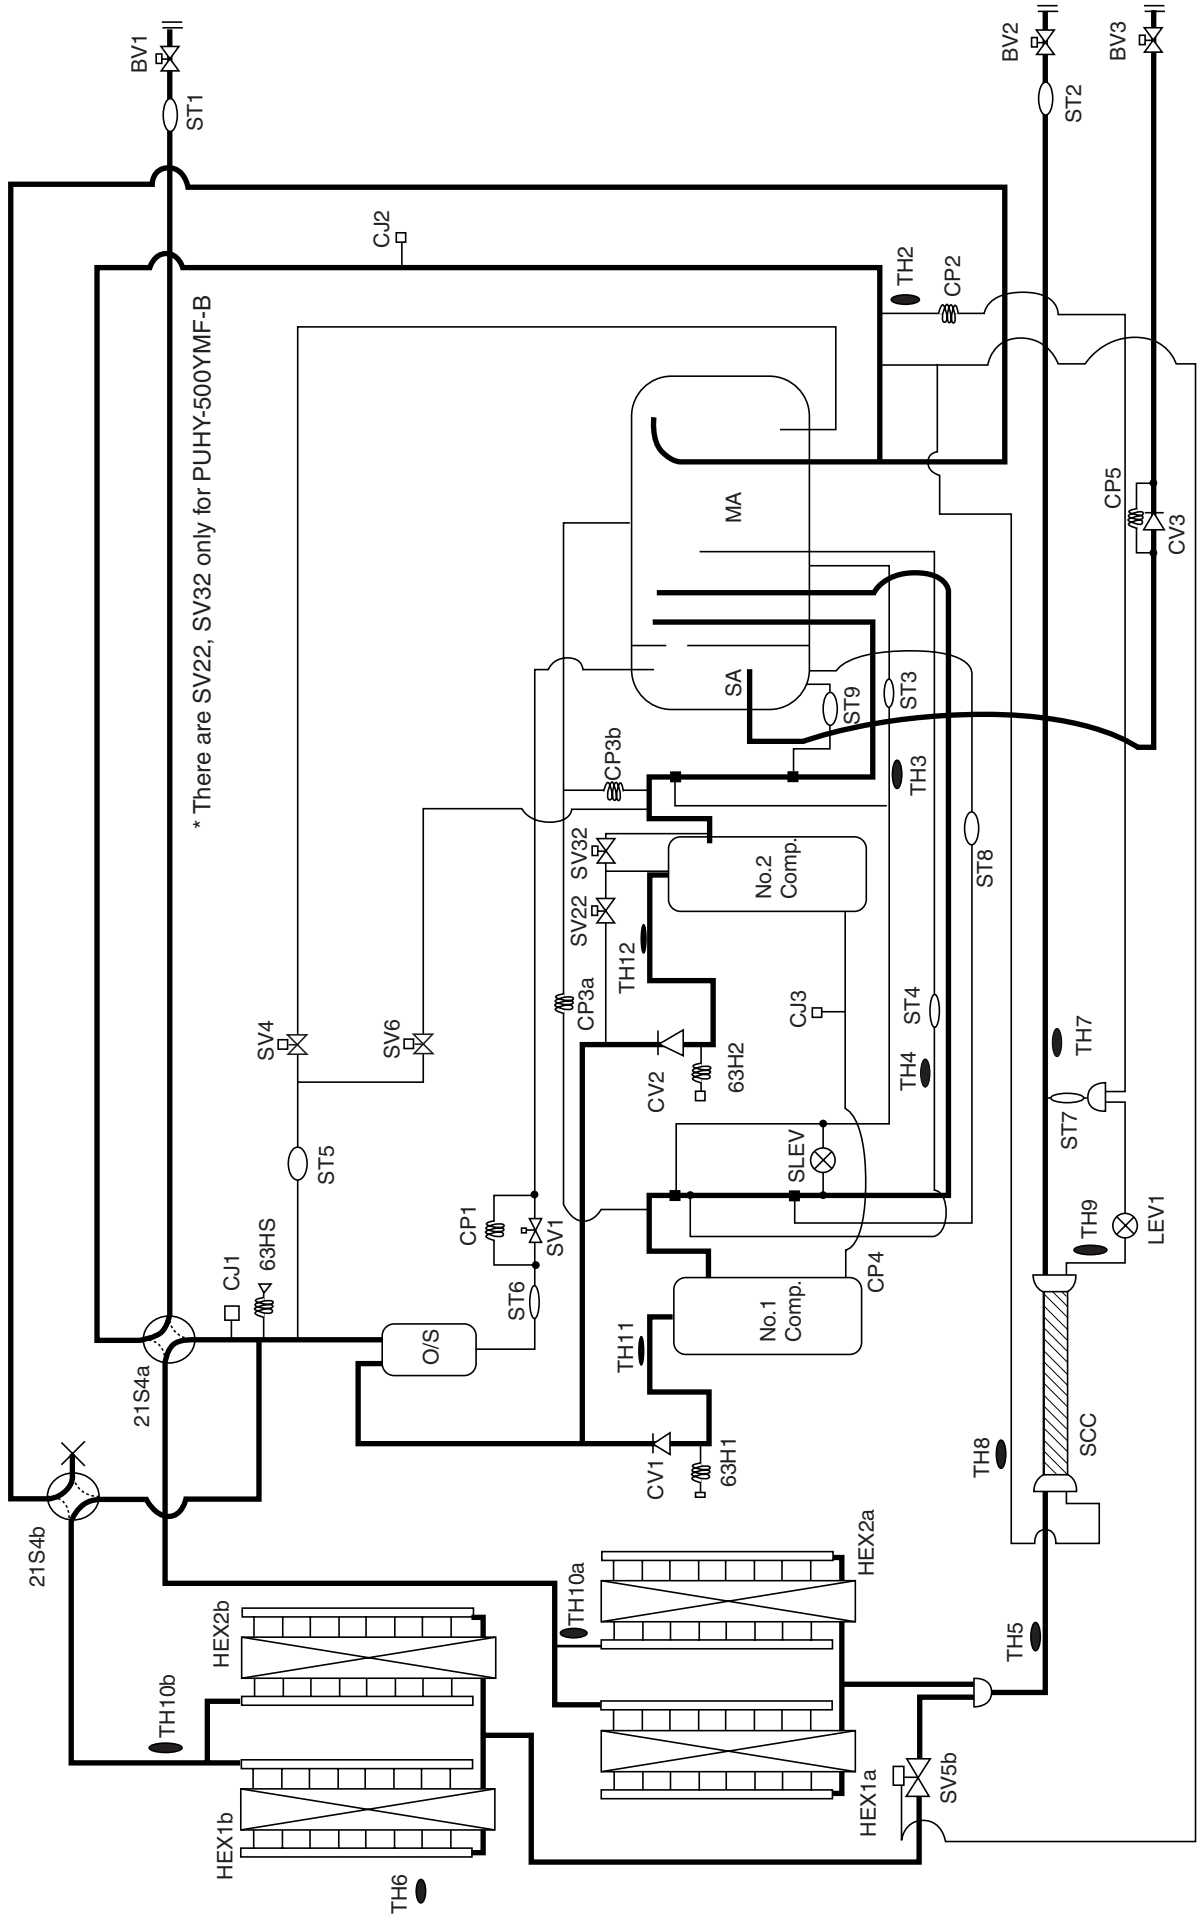 BV1
ST1
BV2
BV3
ST2
CJ2
* There are SV22, SV32 only for PUHY-500YMF-B
TH2
CP2
MA
CP5
CV3
SA
ST9
ST3
TH3
CP3b
SV32
SV22
No.2
Comp.
ST8
TH12
CP3a
SV4
SV6
CJ3
ST4
TH4
TH7
CV2
63H2
ST7
ST5
SLEV
CP1
SV1
ST6
TH9
LEV1
CJ1
63HS
CP4
O/S
No.1
Comp.
TH11
21S4a
CV1
63H1
TH8
SCC
21S4b
HEX2a
TH10a
HEX2b
TH5
TH10b
HEX1a
SV5b
HEX1b
TH6